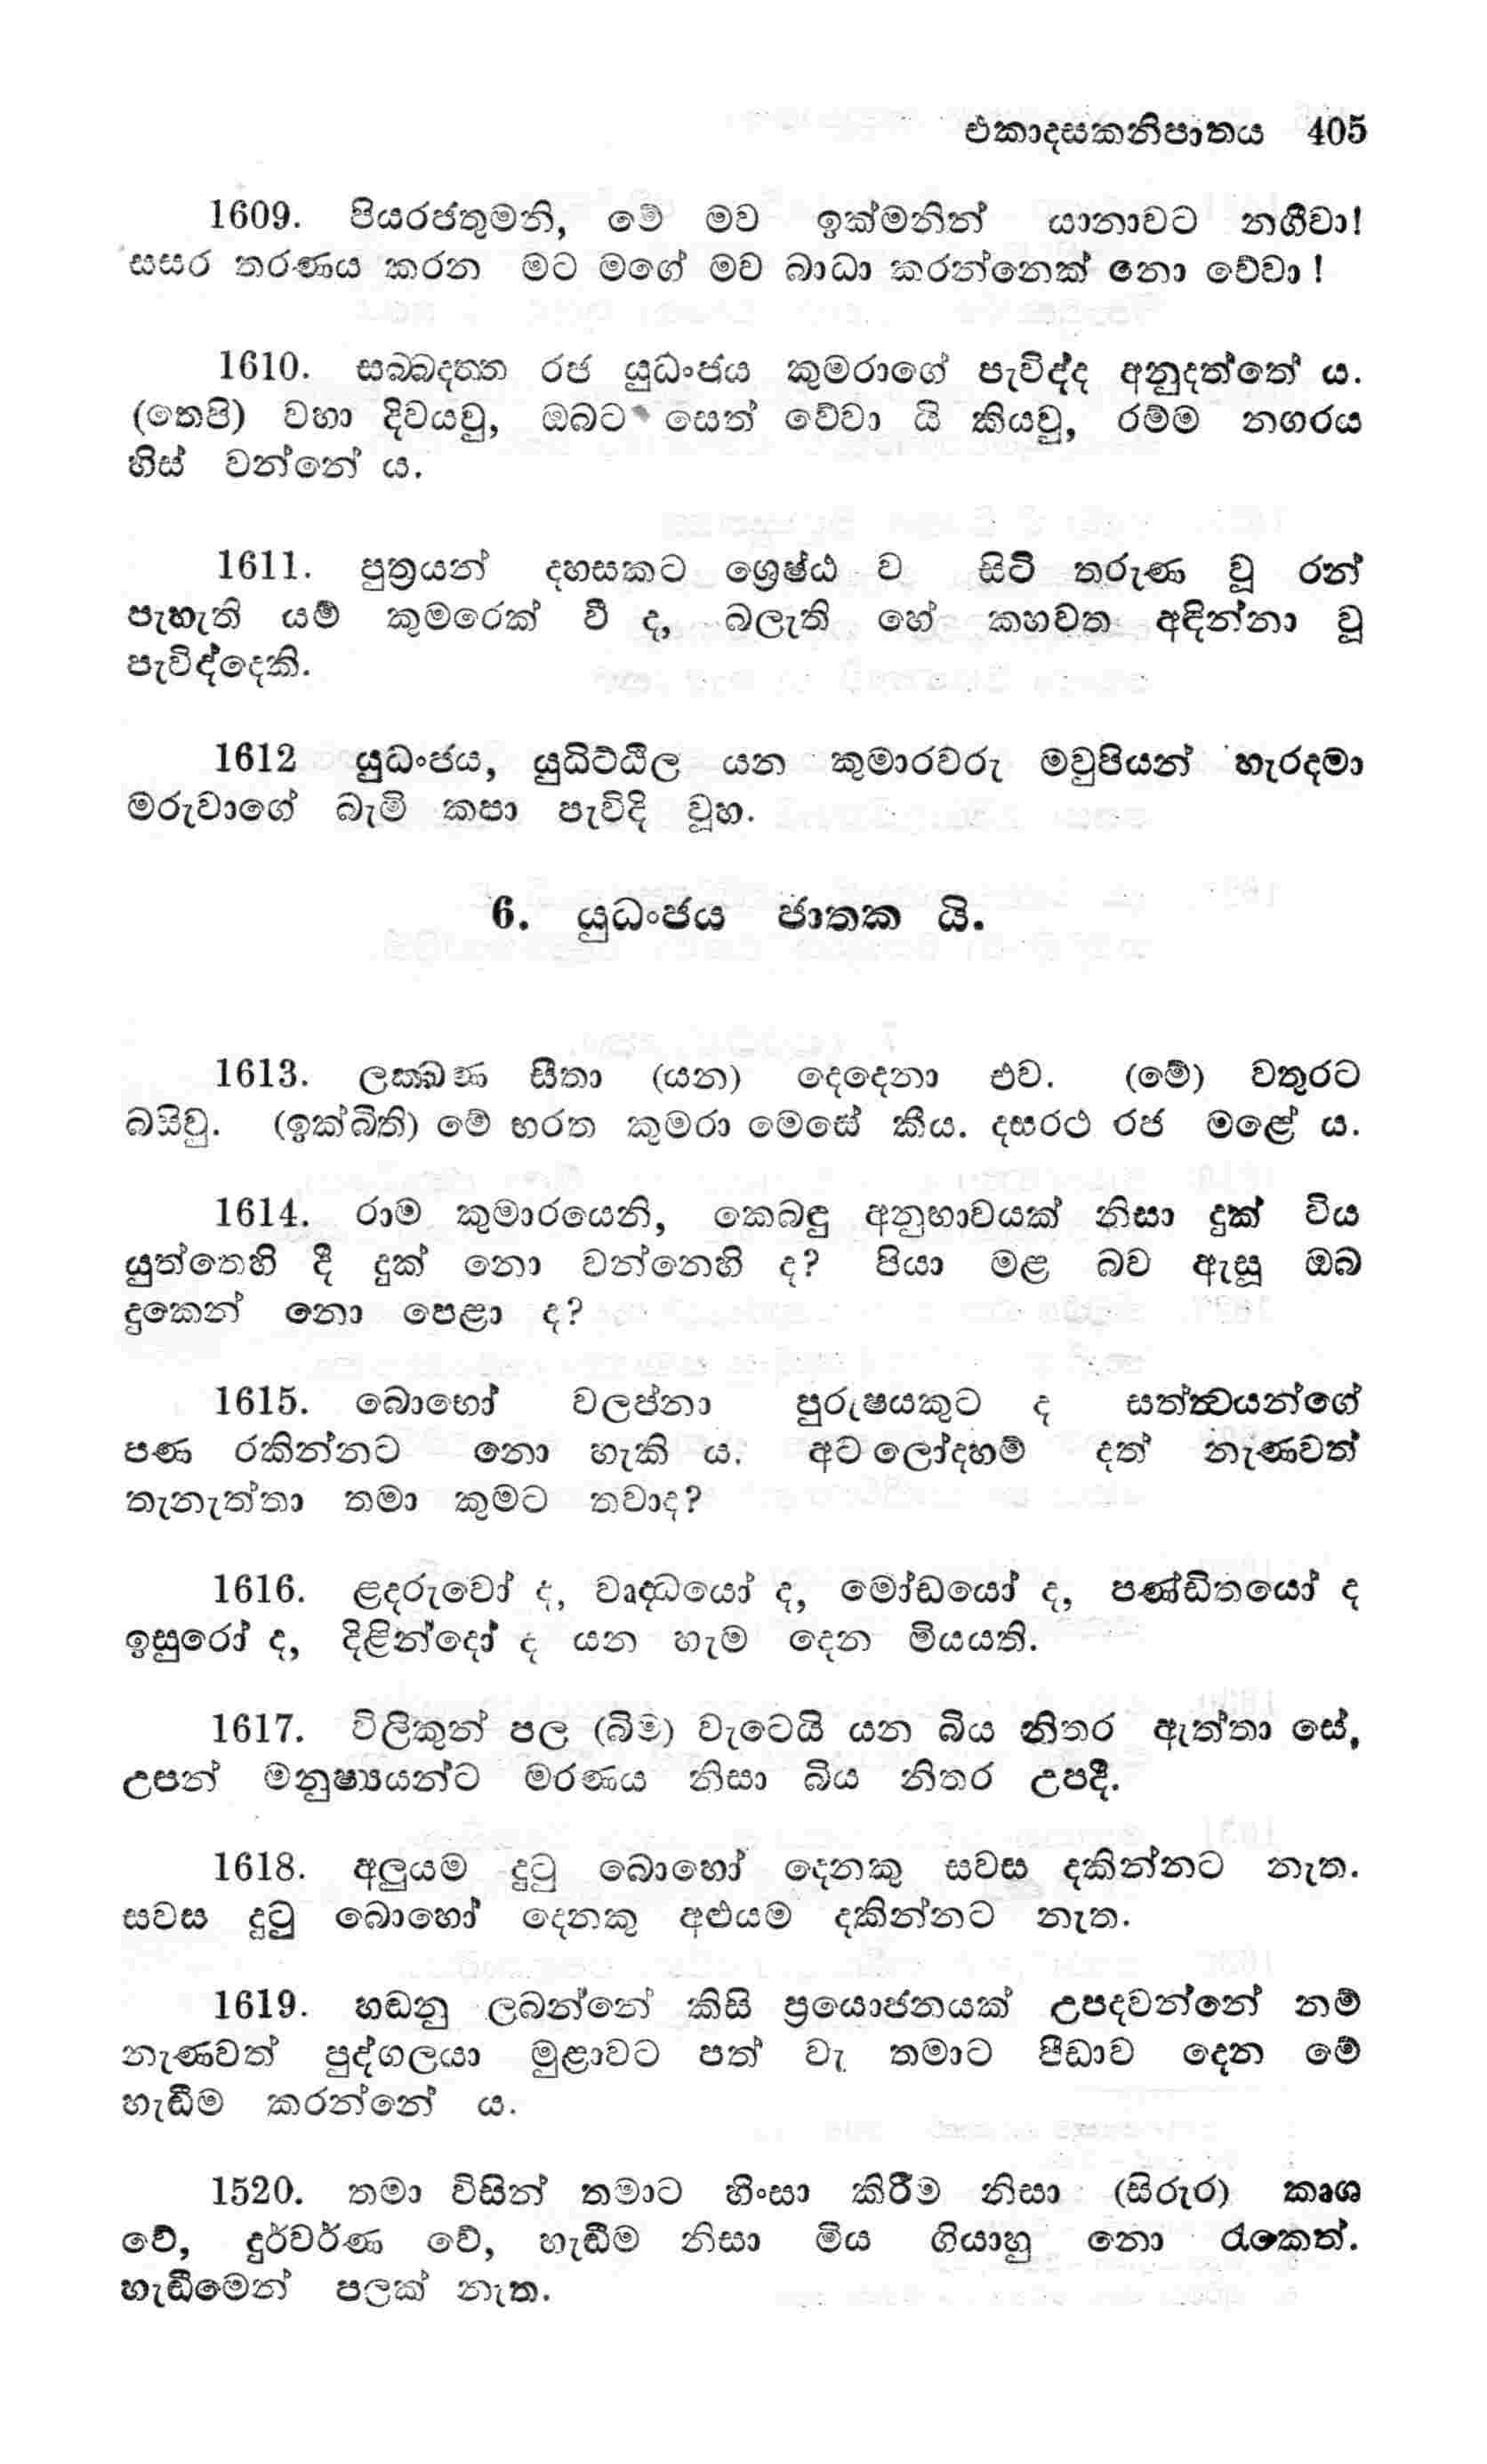 එකාදසකනිපාතය 405
1609. පියරජතුමනි, මේ මව ඉක්මනින් යානාවට නගීවා!
සසර තරණය කරන මට මගේ මව බාධා කරන්නෙක් නො වේවා !
1610. සබ්බදත්ත රජ යුධංජය කුමරාගේ පැවිද්ද අනුදත්තේ ය.
(තෙපි) වහා දිවයවු, ඔබට සෙත් වේවා යි කියවු, රම්ම නගරය
හිස් වන්නේ ය.
1611. පුත්‍රයන් දහසකට ශ්‍රේෂ්ඨ ව සිටි තරුණ වූ රන්
පැහැති යම් කුමරෙක් වී ද, බලැති හේ කහවත අඳින්නා වූ
පැවිද්දෙකි.
1612 යුධංජය, යුධිට්ඨිල යන කුමාරවරු මවුපියන් හැරදමා
මරුවාගේ බැමි කපා පැවිදි වූහ.
6. යුධංජය ජාතක යි.
1613. ලක්ඛණ සීතා (යන) දෙදෙනා එව. (මේ) වතුරට
බසිවු. (ඉක්බිති) මේ භරත කුමරා මෙසේ කීය. දසරථ රජ මළේ ය.
1614. රාම කුමාරයෙනි, කෙබඳු අනුභාවයක් නිසා දුක් විය
යුත්තෙහි දී දුක් නො වන්නෙහි ද? පියා මළ බව ඇසූ ඔබ
දුකෙන් නො පෙළා ද?
1615. බොහෝ වලප්නා පුරුෂයකුට ද සත්ත්‍වයන්ගේ
පණ රකින්නට නො හැකි ය. අට ලෝදහම් දත් නැණවත්
තැනැත්තා තමා කුමට තවාද?
1616. ළදරුවෝ ද, වෘද්ධයෝ ද, මෝඩයෝ ද, පණ්ඩිතයෝ ද
ඉසුරෝ ද, දිළින්දෝ ද යන හැම දෙන මියයති.
1617. විලිකුන් පල (බිම) වැටෙයි යන බිය නිතර ඇත්තා සේ,
උපන් මනුෂ්‍යයන්ට මරණය නිසා බිය නිතර උපදී.
1618. අලුයම දුටු බොහෝ දෙනකු සවස දකින්නට නැත.
සවස දුටු බොහෝ දෙනකු අළුයම දකින්නට නැත.
1619. හඬනු ලබන්නේ කිසි ප්‍රයොජනයක් උපදවන්නේ නම්
නැණවත් පුද්ගලයා මුළාවට පත් වැ තමාට පීඩාව දෙන මේ
හැඬීම කරන්නේ ය.
1520. තමා විසින් තමාට හිංසා කිරීම නිසා (සිරුර) කෘශ
වේ, දුර්වර්ණ වේ, හැඬීම නිසා මිය ගියාහු නො රැකෙත්.
හැඬීමෙන් පලක් නැත.